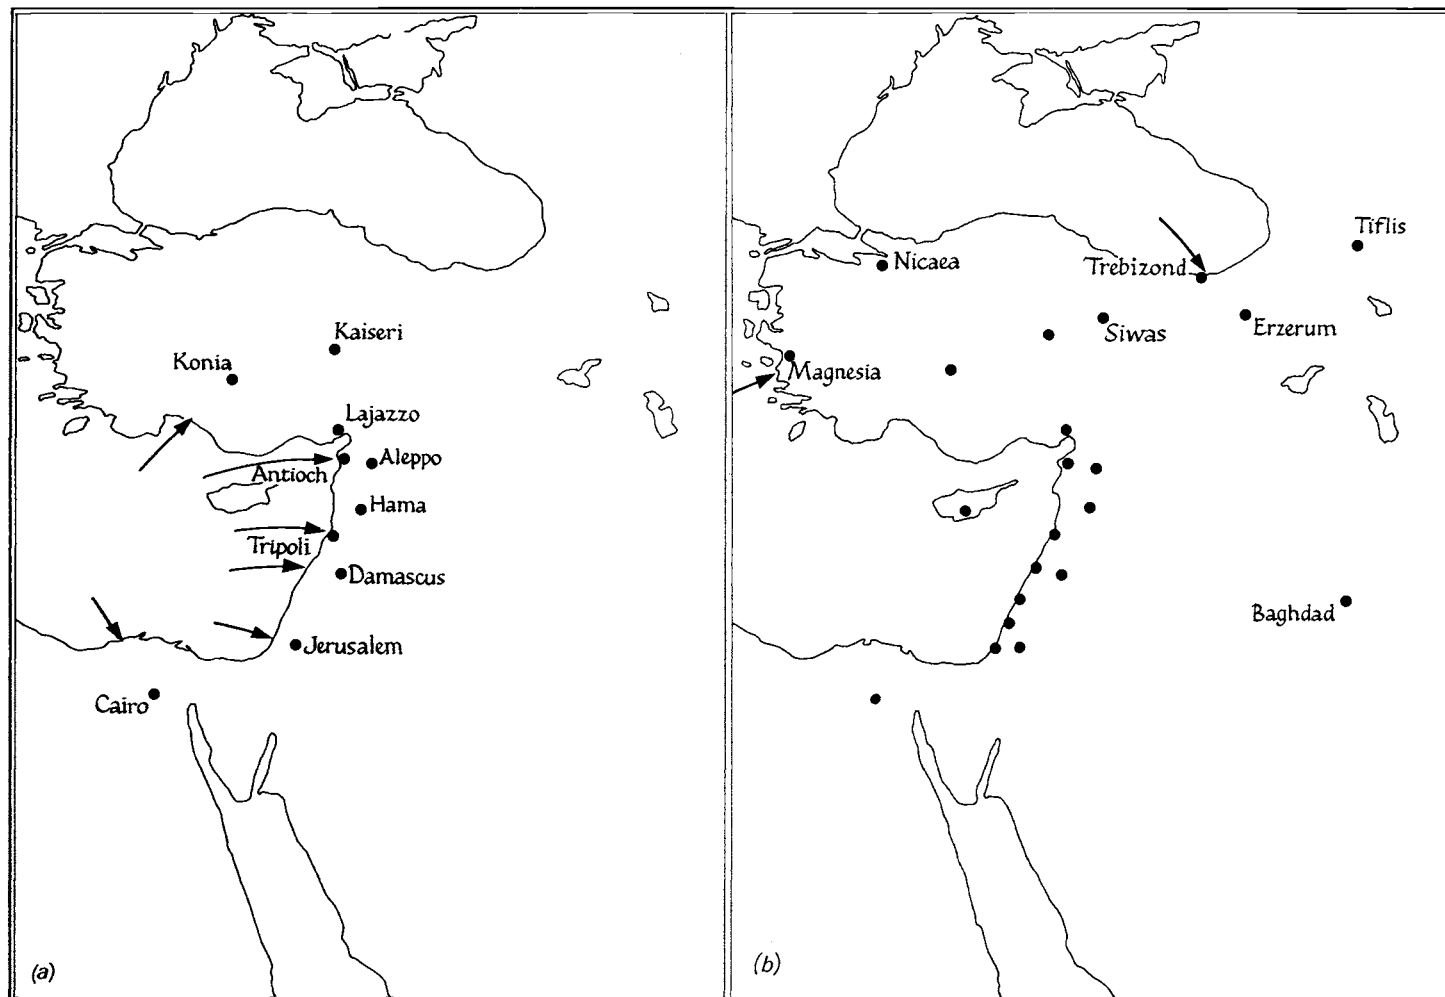 Konia
Kaiseri
Lajazzo
Antioch
Aleppo
Hama
Tripoli
Damascus
Jerusalem
Cairo
(a)
Nicaea
Trebizond
Tiflis
Siwas
Erzerum
Magnesia
Baghdad
(b)